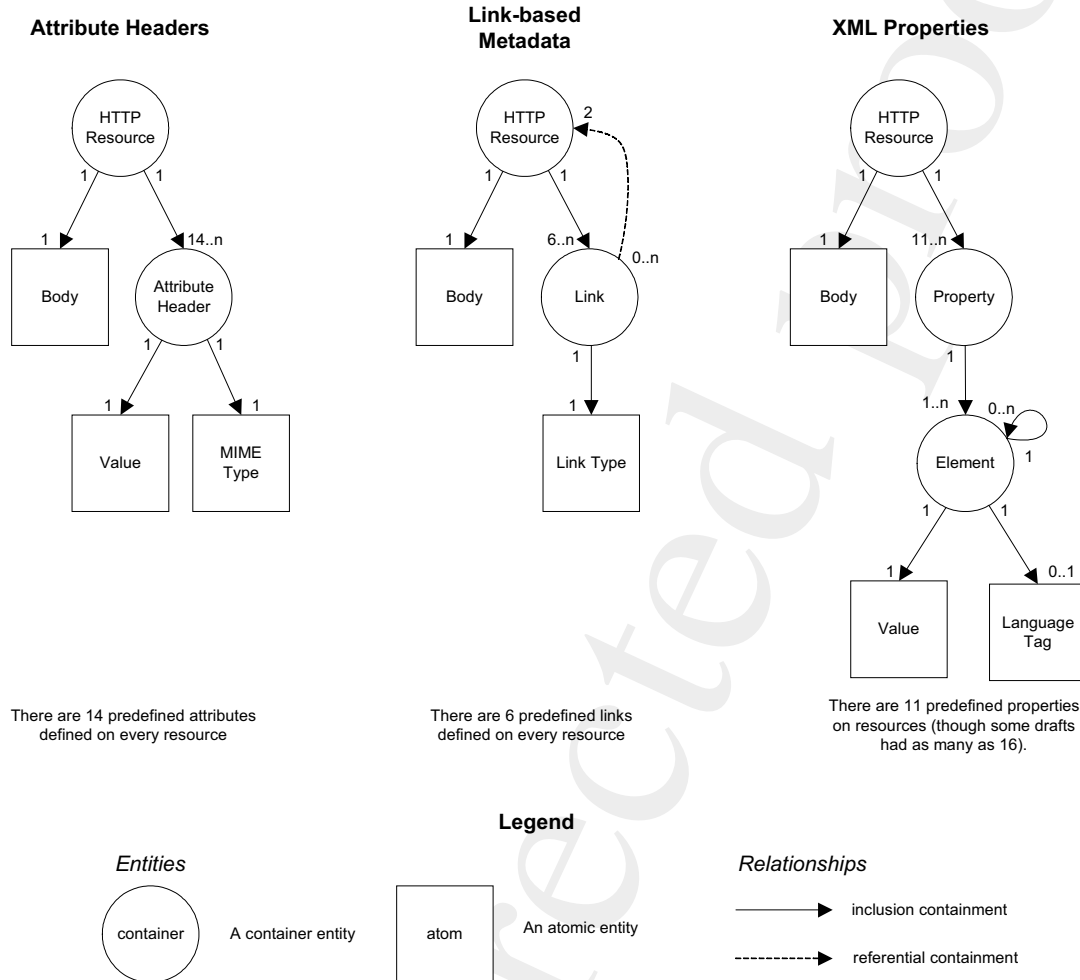 Attribute Headers
Link-based
Metadata
XML Properties
HTTP
Resource
1
1
1
14..n
Body
Attribute
Header
1
1
1
1
Value
MIME
Type
There are 14 predefined attributes
defined on every resource
HTTP
Resource
2
1
1
1
6..n
0..n
Body
Link
1
1
Link Type
There are 6 predefined links
defined on every resource
HTTP
Resource
1
1
1
11..n
Body
Property
1
1..n
0..n
Element
1
1
1
1
0..1
Value
Language
Tag
There are 11 predefined properties
on resources (though some drafts
had as many as 16).
Legend
Entities
container
A container entity
atom
An atomic entity
Relationships
inclusion containment
referential containment